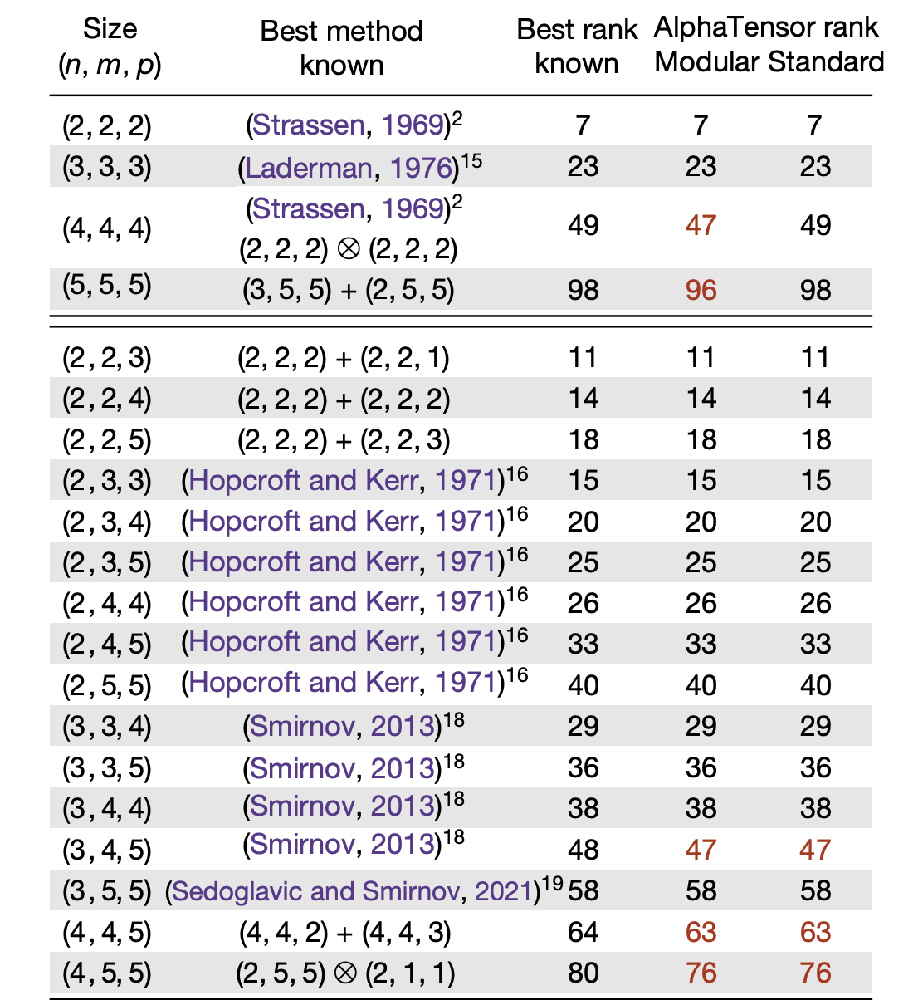 Size Best method Best rank AlphaTensor rank
(n, m, p) known known Modular Standard
(2, 2, 2) (Strassen, 1969)² 7 7 7
(3, 3, 3) (Laderman, 1976)¹⁵ 23 23 23
(4, 4, 4) (Strassen, 1969)² 49 47 49
(2, 2, 2) ⊗ (2, 2, 2)
(5, 5, 5) (3, 5, 5) + (2, 5, 5) 98 96 98
(2, 2, 3) (2, 2, 2) + (2, 2, 1) 11 11 11
(2, 2, 4) (2, 2, 2) + (2, 2, 2) 14 14 14
(2, 2, 5) (2, 2, 2) + (2, 2, 3) 18 18 18
(2, 3, 3) (Hopcroft and Kerr, 1971)¹⁶ 15 15 15
(2, 3, 4) (Hopcroft and Kerr, 1971)¹⁶ 20 20 20
(2, 3, 5) (Hopcroft and Kerr, 1971)¹⁶ 25 25 25
(2, 4, 4) (Hopcroft and Kerr, 1971)¹⁶ 26 26 26
(2, 4, 5) (Hopcroft and Kerr, 1971)¹⁶ 33 33 33
(2, 5, 5) (Hopcroft and Kerr, 1971)¹⁶ 40 40 40
(3, 3, 4) (Smirnov, 2013)¹⁸ 29 29 29
(3, 3, 5) (Smirnov, 2013)¹⁸ 36 36 36
(3, 4, 4) (Smirnov, 2013)¹⁸ 38 38 38
(3, 4, 5) (Smirnov, 2013)¹⁸ 48 47 47
(3, 5, 5) (Sedoglavic and Smirnov, 2021)¹⁹ 58 58 58
(4, 4, 5) (4, 4, 2) + (4, 4, 3) 64 63 63
(4, 5, 5) (2, 5, 5) ⊗ (2, 1, 1) 80 76 76